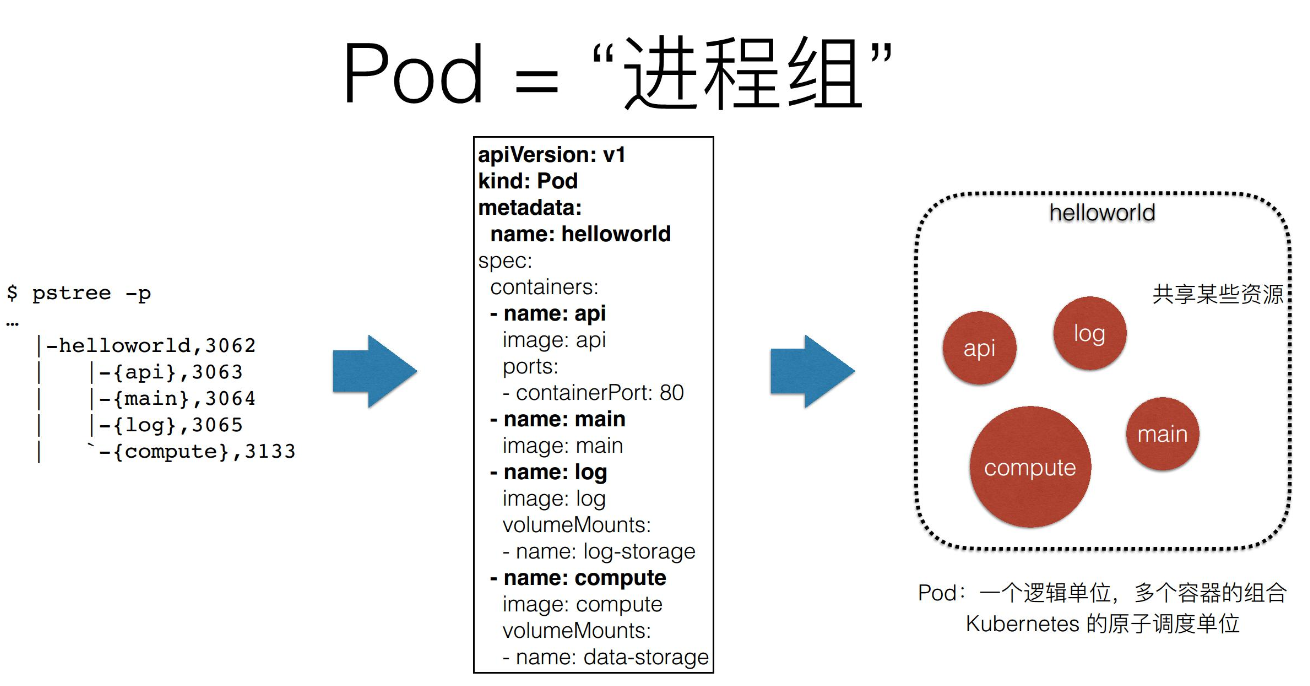 Pod = “进程组”
$ pstree -p
…
|-helloworld,3062
| |-{api},3063
| |-{main},3064
| |-{log},3065
| `-{compute},3133
apiVersion: v1
kind: Pod
metadata:
  name: helloworld
spec:
  containers:
  - name: api
    image: api
    ports:
    - containerPort: 80
  - name: main
    image: main
  - name: log
    image: log
    volumeMounts:
    - name: log-storage
  - name: compute
    image: compute
    volumeMounts:
    - name: data-storage
helloworld
共享某些资源
api
log
main
compute
Pod：一个逻辑单位，多个容器的组合
Kubernetes 的原子调度单位